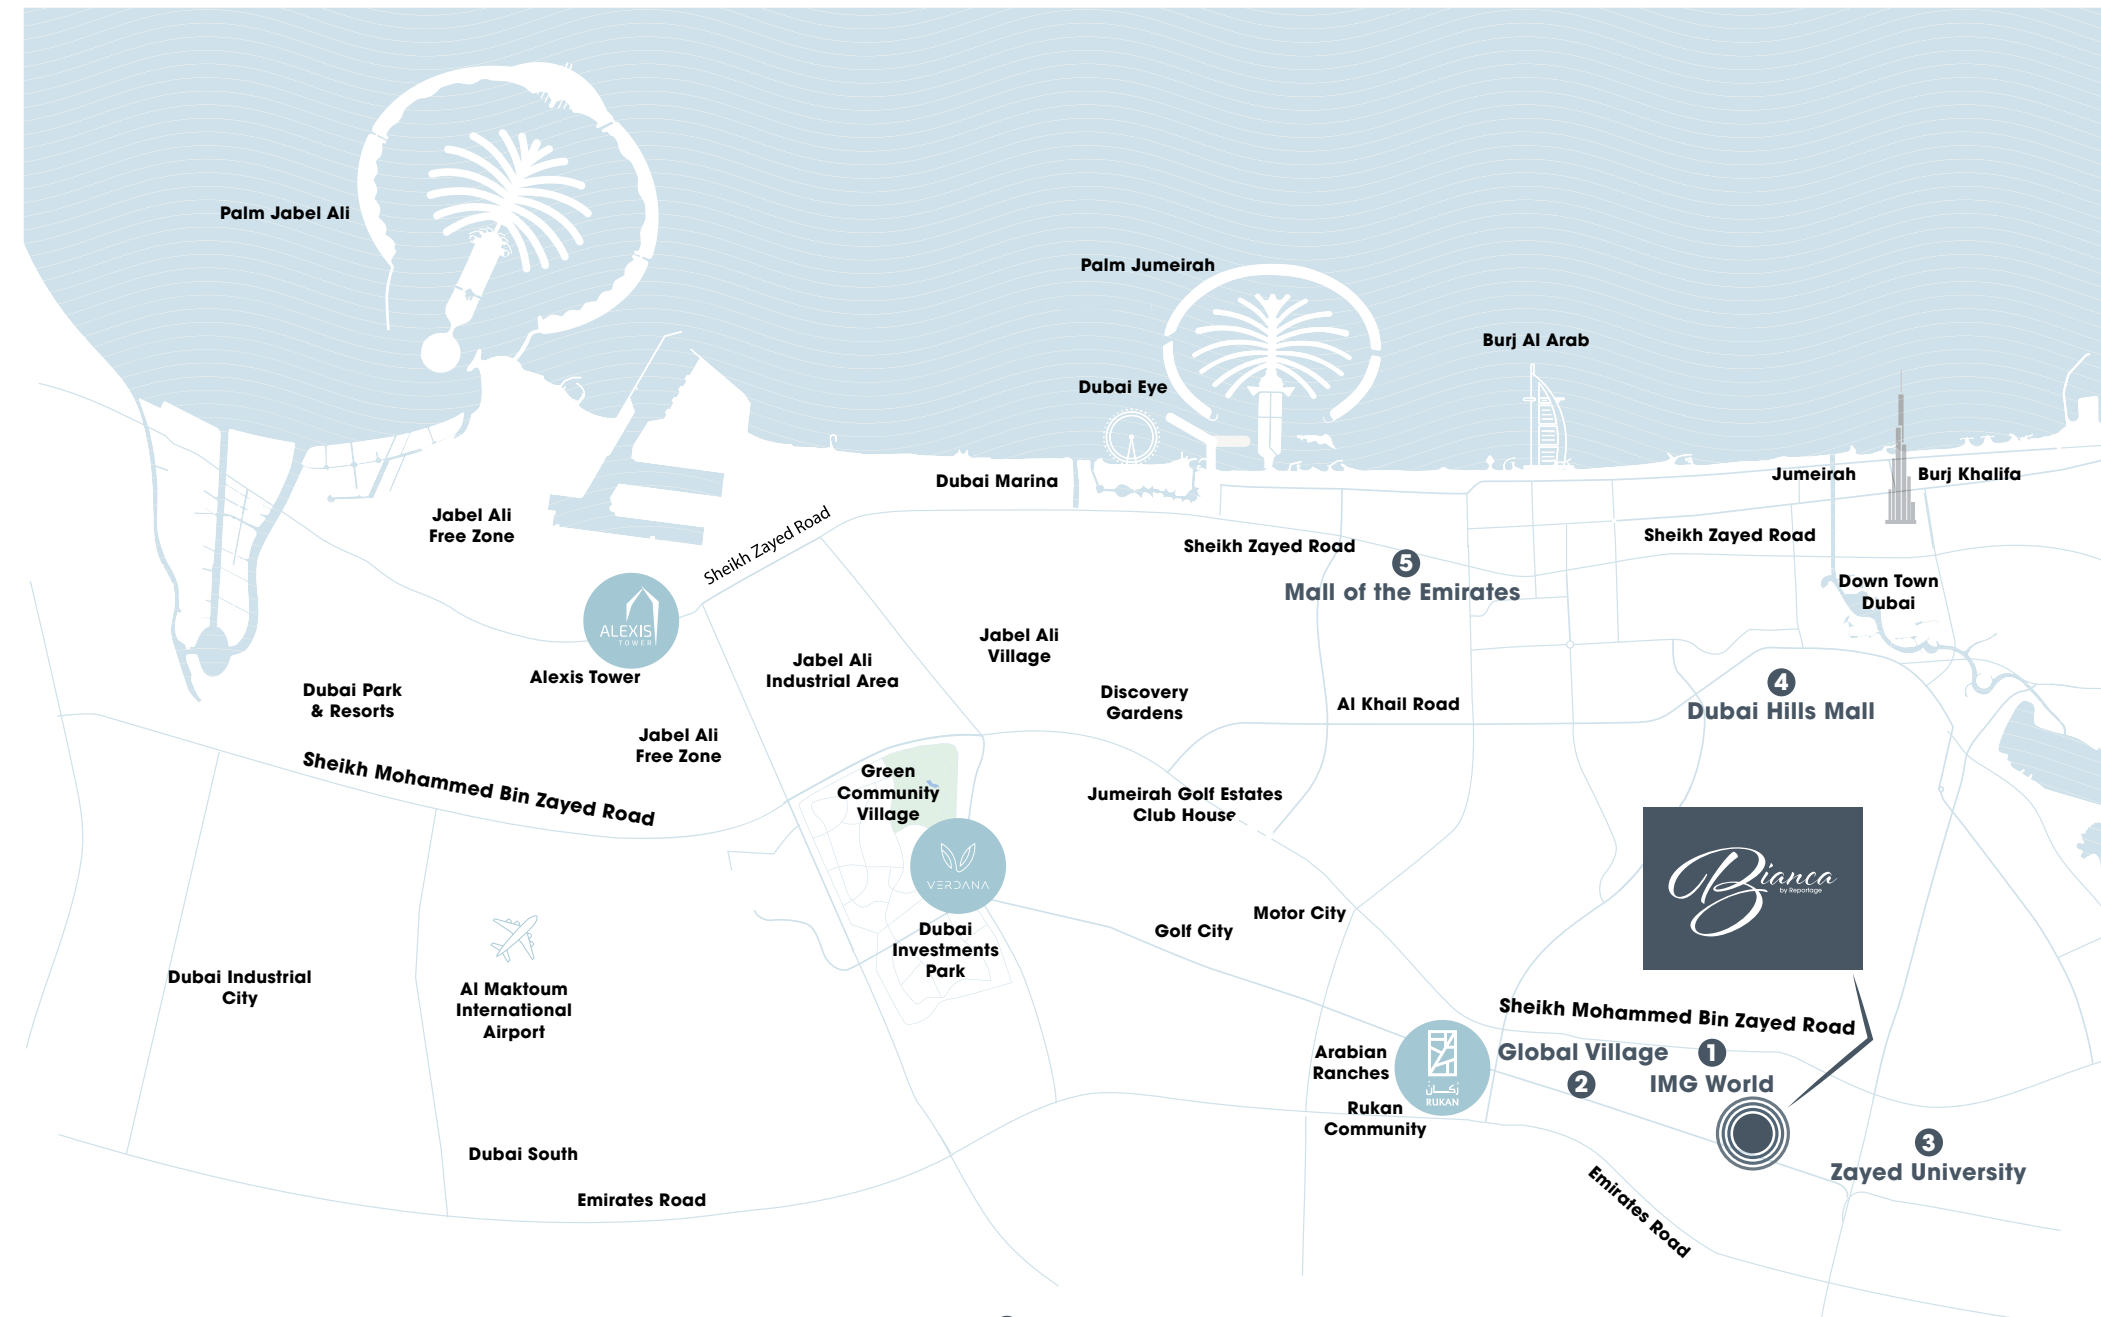 Palm Jabel Ali
Palm Jumeirah
Burj Al Arab
Dubai Eye
Dubai Marina
Jumeirah
Burj Khalifa
Jabel Ali
Free Zone
Sheikh Zayed Road
Sheikh Zayed Road
Sheikh Zayed Road
5
Mall of the Emirates
Down Town
Dubai
ALEXIS
TOWER
Alexis Tower
Jabel Ali
Village
Jabel Ali
Industrial Area
Dubai Park
& Resorts
Discovery
Gardens
Al Khail Road
4
Dubai Hills Mall
Jabel Ali
Free Zone
Sheikh Mohammed Bin Zayed Road
Green
Community
Village
Jumeirah Golf Estates
Club House
VERDANA
Bianca
by Reportage
Dubai
Investments
Park
Golf City
Motor City
Dubai Industrial
City
Al Maktoum
International
Airport
Sheikh Mohammed Bin Zayed Road
Arabian
Ranches
رُكــان
RUKAN
Global Village
2
1
IMG World
Rukan
Community
3
Zayed University
Dubai South
Emirates Road
Emirates Road